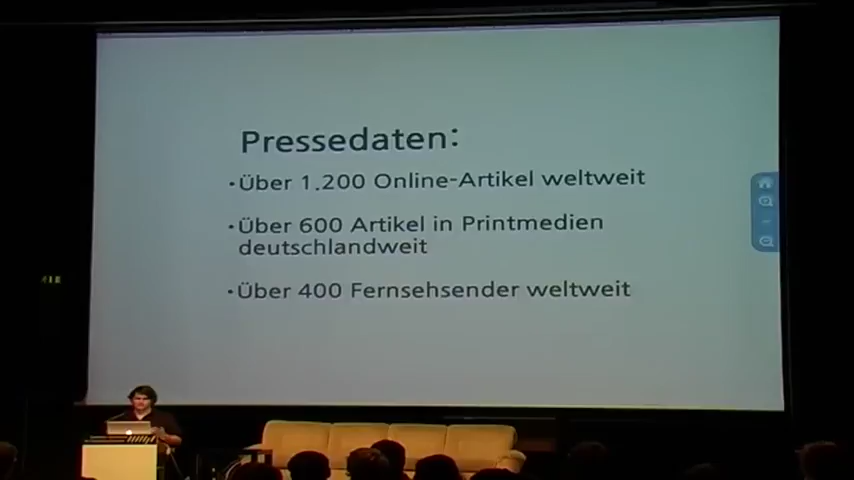 Pressedaten:
•Über 1.200 Online-Artikel weltweit
•Über 600 Artikel in Printmedien
deutschlandweit
•Über 400 Fernsehsender weltweit